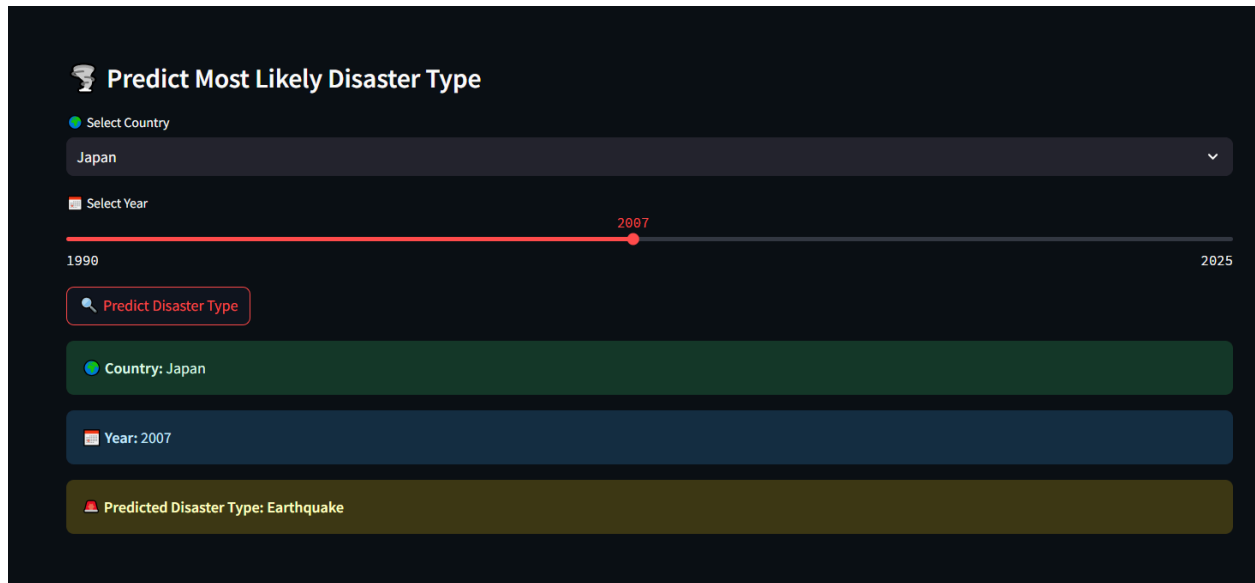 Predict Most Likely Disaster Type
Select Country
Japan
Select Year
2007
1990
2025
Predict Disaster Type
Country: Japan
Year: 2007
Predicted Disaster Type: Earthquake